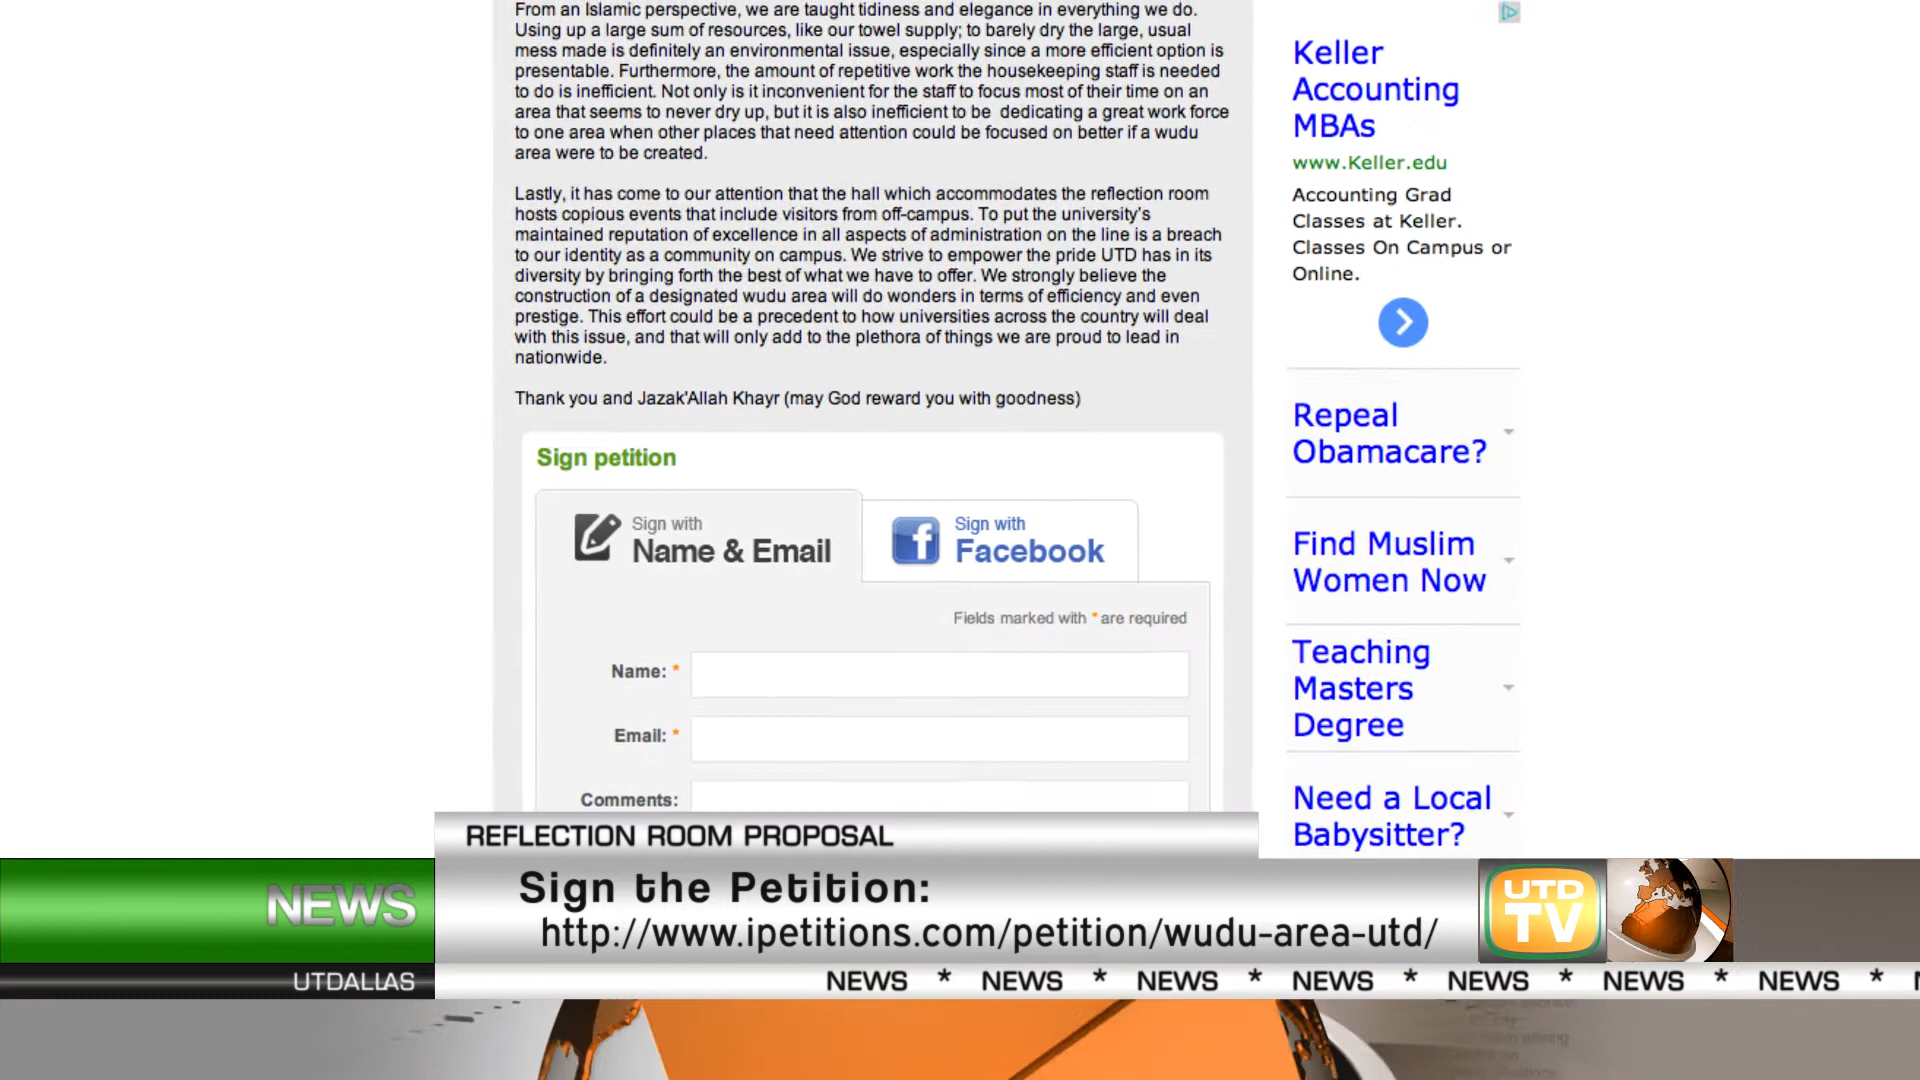 From an Islamic perspective, we are taught tidiness and elegance in everything we do.
Using up a large sum of resources, like our towel supply; to barely dry the large, usual
mess made is definitely an environmental issue, especially since a more efficient option is
presentable. Furthermore, the amount of repetitive work the housekeeping staff is needed
to do is inefficient. Not only is it inconvenient for the staff to focus most of their time on an
area that seems to never dry up, but it is also inefficient to be dedicating a great work force
to one area when other places that need attention could be focused on better if a wudu
area were to be created.
Lastly, it has come to our attention that the hall which accommodates the reflection room
hosts copious events that include visitors from off-campus. To put the university's
maintained reputation of excellence in all aspects of administration on the line is a breach
to our identity as a community on campus. We strive to empower the pride UTD has in its
diversity by bringing forth the best of what we have to offer. We strongly believe the
construction of a designated wudu area will do wonders in terms of efficiency and even
prestige. This effort could be a precedent to how universities across the country will deal
with this issue, and that will only add to the plethora of things we are proud to lead in
nationwide.
Thank you and Jazak'Allah Khayr (may God reward you with goodness)
Sign petition
Sign with
Name & Email
Sign with
Facebook
Fields marked with * are required
Name: *
Email: *
Comments:
Keller
Accounting
MBAs
www.Keller.edu
Accounting Grad
Classes at Keller.
Classes On Campus or
Online.
Repeal
Obamacare?
Find Muslim
Women Now
Teaching
Masters
Degree
Need a Local
Babysitter?
REFLECTION ROOM PROPOSAL
NEWS
Sign the Petition:
http://www.ipetitions.com/petition/wudu-area-utd/
UTD
TV
UTDALLAS
NEWS * NEWS * NEWS * NEWS * NEWS * NEWS * NEWS *